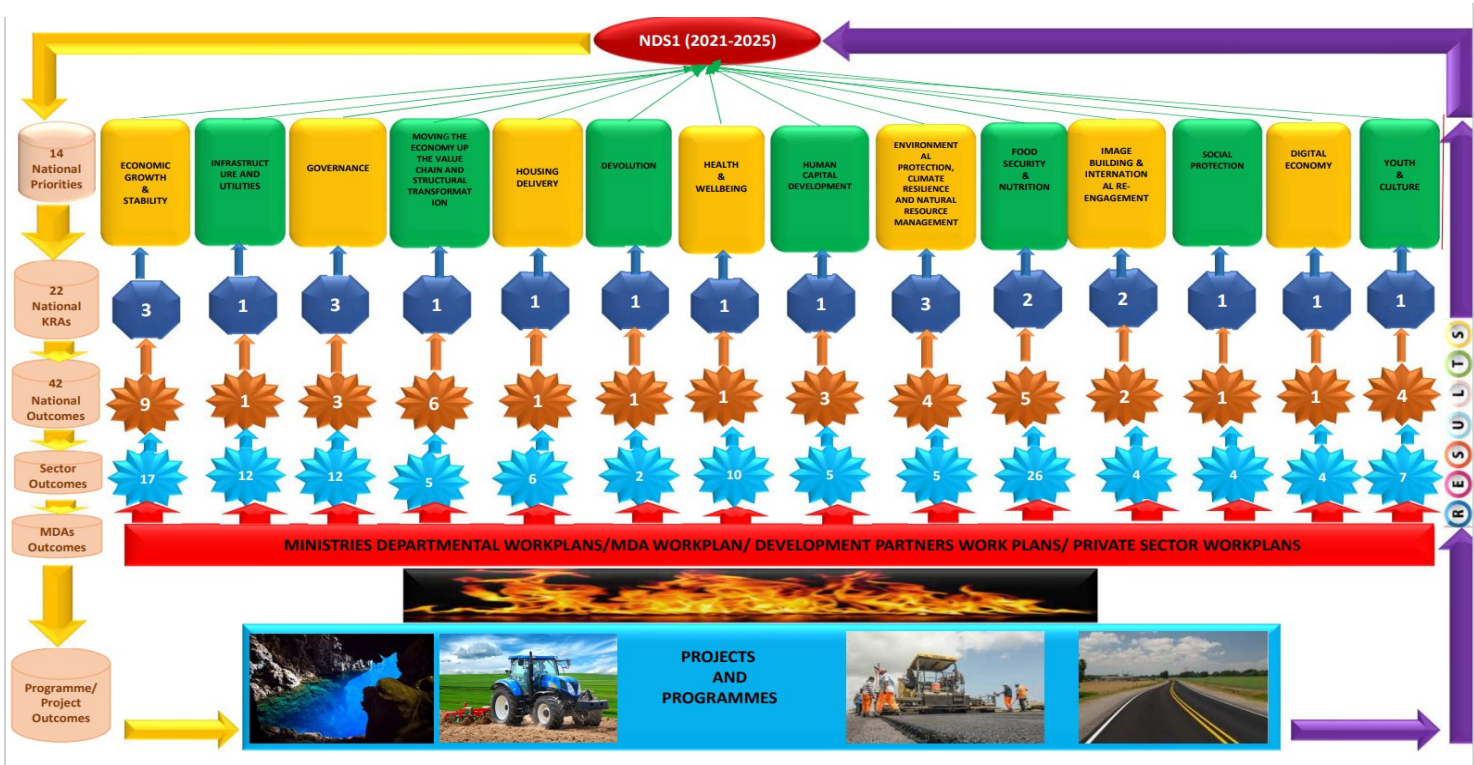 NDS1 (2021-2025)
14
National
Priorities
ECONOMIC
GROWTH
&
STABILITY
INFRASTRUCT
URE AND
UTILITIES
GOVERNANCE
MOVING THE
ECONOMY UP
THE VALUE
CHAIN AND
STRUCTURAL
TRANSFORMAT
ION
HOUSING
DELIVERY
DEVOLUTION
HEALTH
&
WELLBEING
HUMAN
CAPITAL
DEVELOPMENT
ENVIRONMENT
AL
PROTECTION,
CLIMATE
RESILIENCE
AND NATURAL
RESOURCE
MANAGEMENT
FOOD
SECURITY &
NUTRITION
IMAGE
BUILDING &
INTERNATION
AL RE-
ENGAGEMENT
SOCIAL
PROTECTION
DIGITAL
ECONOMY
YOUTH
&
CULTURE
22
National
KRAs
3
1
3
1
1
1
1
1
3
2
2
1
1
1
42
National
Outcomes
9
1
3
6
1
1
1
3
4
5
2
1
1
4
Sector
Outcomes
17
12
12
5
6
2
10
5
5
26
4
4
4
7
MDAs
Outcomes
MINISTRIES DEPARTMENTAL WORKPLANS/MDA WORKPLAN/ DEVELOPMENT PARTNERS WORK PLANS/ PRIVATE SECTOR WORKPLANS
Programme/
Project
Outcomes
PROJECTS
AND
PROGRAMMES
RESULTS